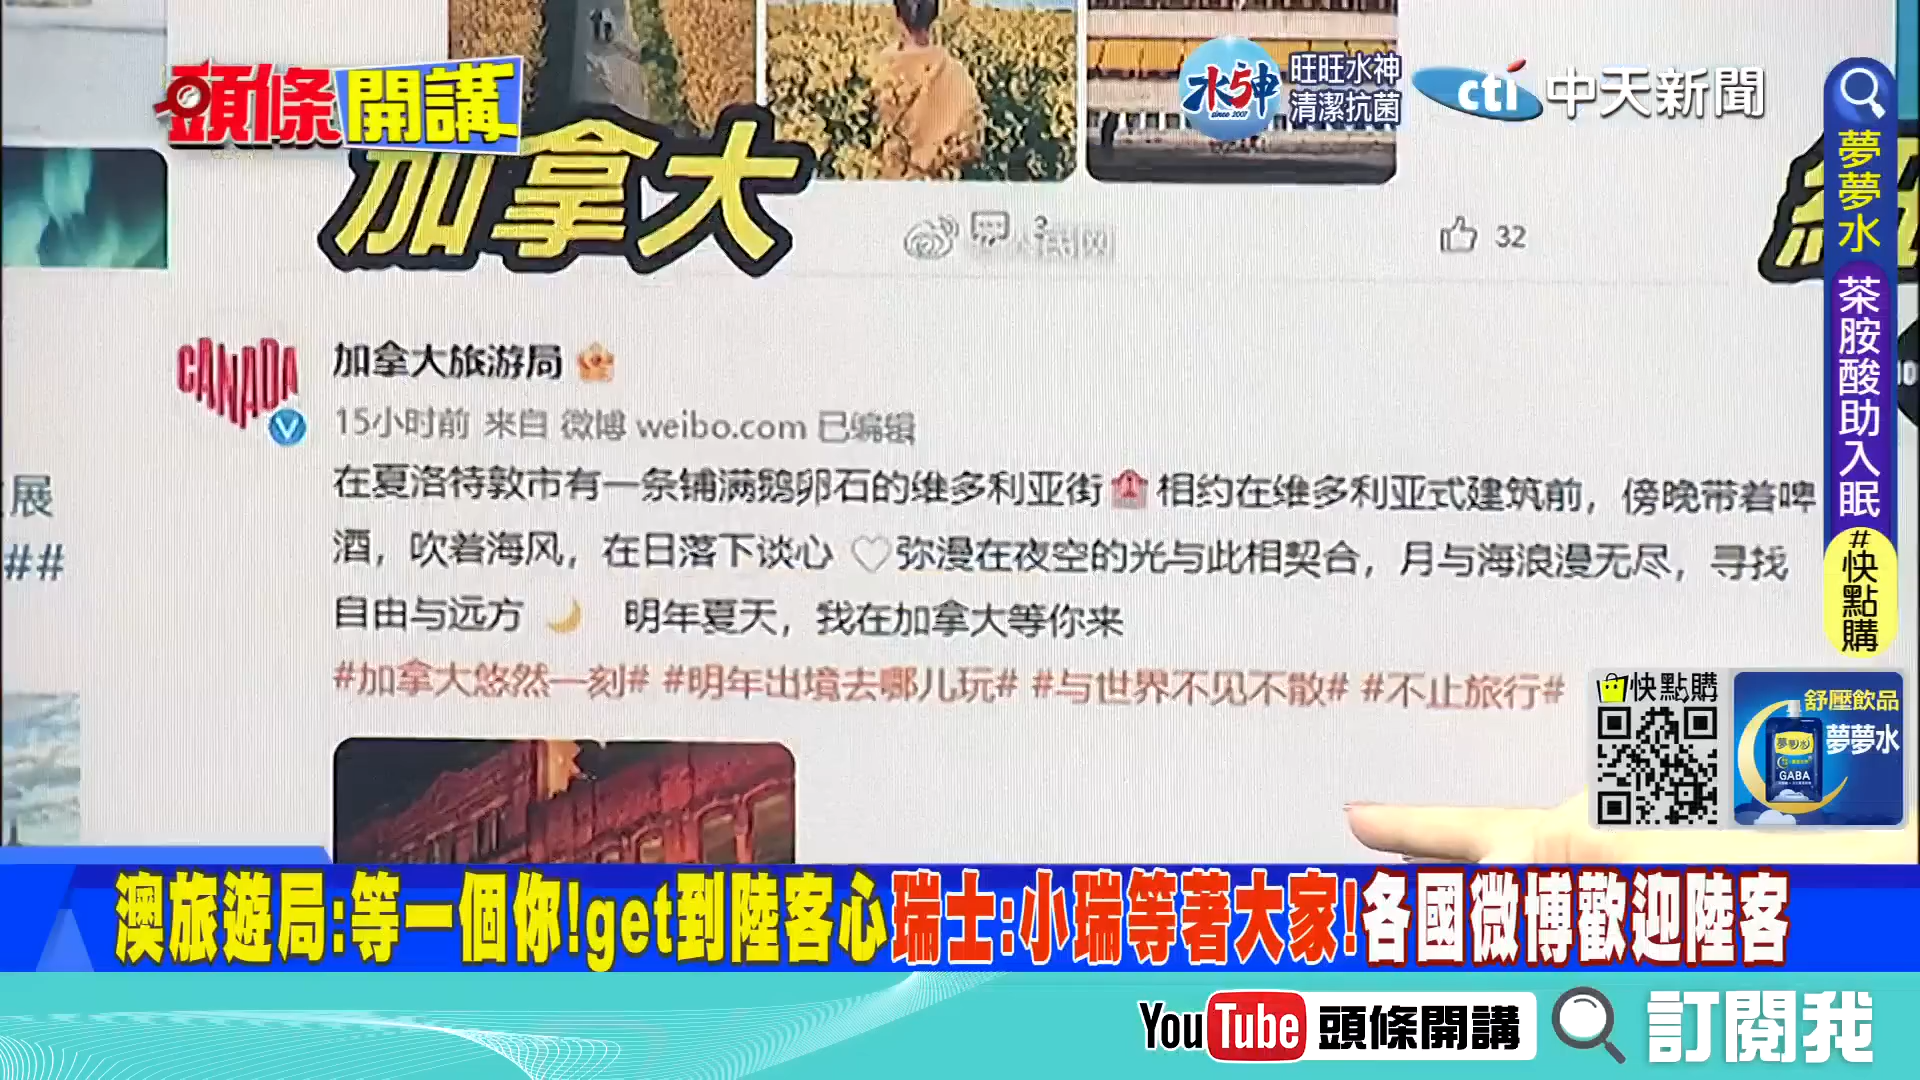 頭條開講
水神
since 2007
旺旺水神
清潔抗菌
cti 中天新聞
加拿大
3
32
夢夢水
茶胺酸助入眠
#快點購
CANADA
加拿大旅游局
15小时前 来自 微博 weibo.com 已编辑
在夏洛特敦市有一条铺满鹅卵石的维多利亚街 相约在维多利亚式建筑前，傍晚带着啤
酒，吹着海风，在日落下谈心 弥漫在夜空的光与此相契合，月与海浪漫无尽，寻找
自由与远方 明年夏天，我在加拿大等你来
#加拿大悠然一刻# #明年出境去哪儿玩# #与世界不见不散# #不止旅行#
展
##
快點購
舒壓飲品
夢夢水
夢夢水
GABA
澳旅遊局:等一個你!get到陸客心 瑞士:小瑞等著大家!各國微博歡迎陸客
YouTube 頭條開講 訂閱我